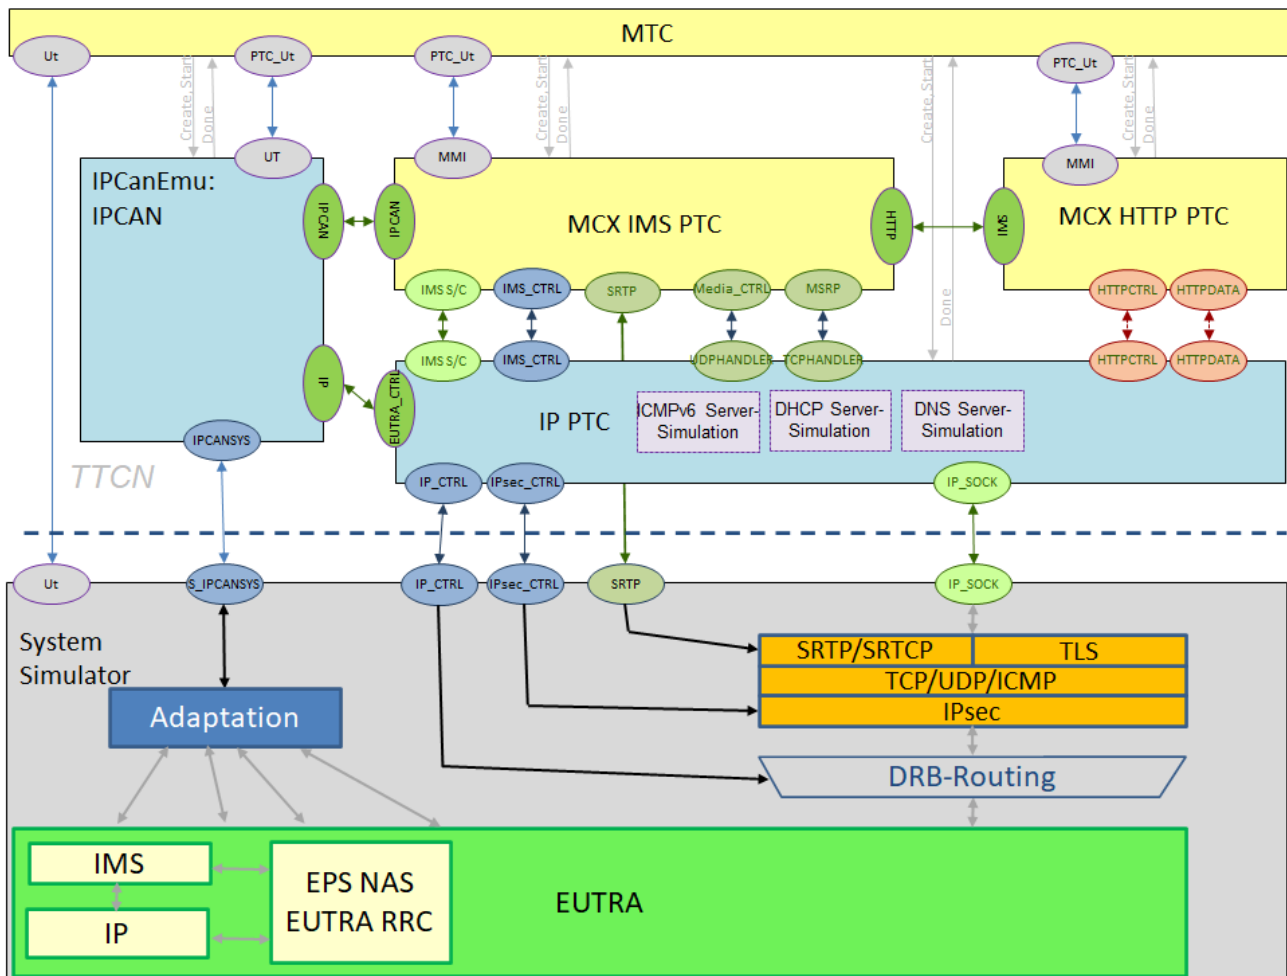 MTC
Ut
PTC_Ut
PTC_Ut
PTC_Ut
Create, Start
Done
Create, Start
Done
Create, Start
Done
Create, Start
Done
UT
MMI
MMI
IPCanEmu:
IPCAN
IPCAN
IPCAN
MCX IMS PTC
HTTP
SMI
MCX HTTP PTC
IMS S/C
IMS_CTRL
SRTP
Media_CTRL
MSRP
HTTPCTRL
HTTPDATA
IMS S/C
IMS_CTRL
UDPHANDLER
TCPHANDLER
HTTPCTRL
HTTPDATA
IP
EUTRA_CTRL
IP PTC
ICMPv6 Server-
Simulation
DHCP Server-
Simulation
DNS Server-
Simulation
IPCANSYS
TTCN
IP_CTRL
IPsec_CTRL
IP_SOCK
Ut
S_IPCANSYS
IP_CTRL
IPsec_CTRL
SRTP
IP_SOCK
System
Simulator
SRTP/SRTCP
TLS
TCP/UDP/ICMP
IPsec
Adaptation
DRB-Routing
IMS
IP
EPS NAS
EUTRA RRC
EUTRA